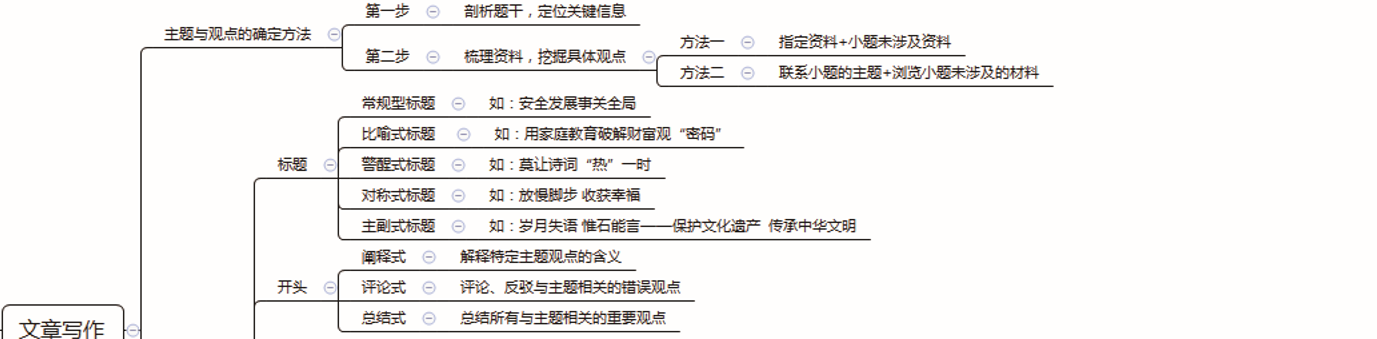 第一步 剖析题干，定位关键信息
主题与观点的确定方法
第二步 梳理资料，挖掘具体观点
方法一 指定资料+小题未涉及资料
方法二 联系小题的主题+浏览小题未涉及的材料
标题
常规型标题 如：安全发展事关全局
比喻式标题 如：用家庭教育破解财富观“密码”
警醒式标题 如：莫让诗词“热”一时
对称式标题 如：放慢脚步 收获幸福
主副式标题 如：岁月失语 惟石能言——保护文化遗产 传承中华文明
开头
阐释式 解释特定主题观点的含义
评论式 评论、反驳与主题相关的错误观点
总结式 总结所有与主题相关的重要观点
文章写作